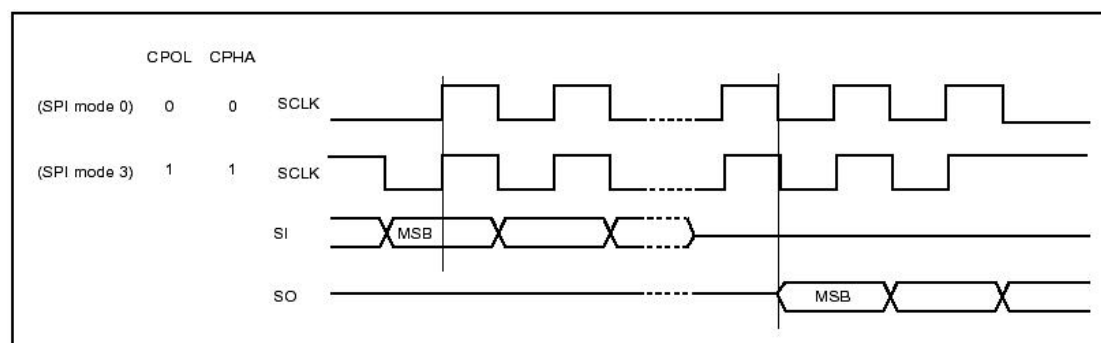 CPOL CPHA
(SPI mode 0) 0 0 SCLK
(SPI mode 3) 1 1 SCLK
SI MSB
SO MSB